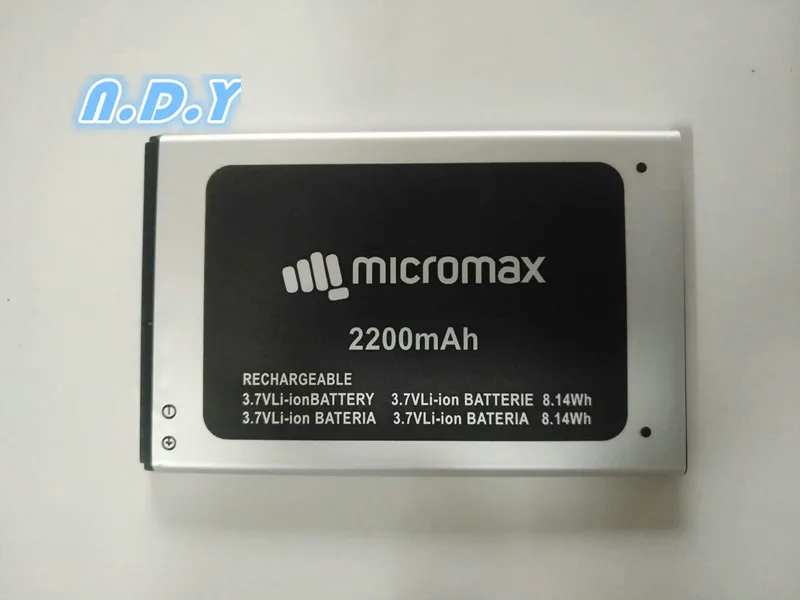 n.D.Y
micromax
2200mAh
RECHARGEABLE
3.7VLi-ionBATTERY 3.7VLi-ion BATTERIE 8.14Wh
3.7VLi-ion BATERIA 3.7VLi-ion BATERIA 8.14Wh